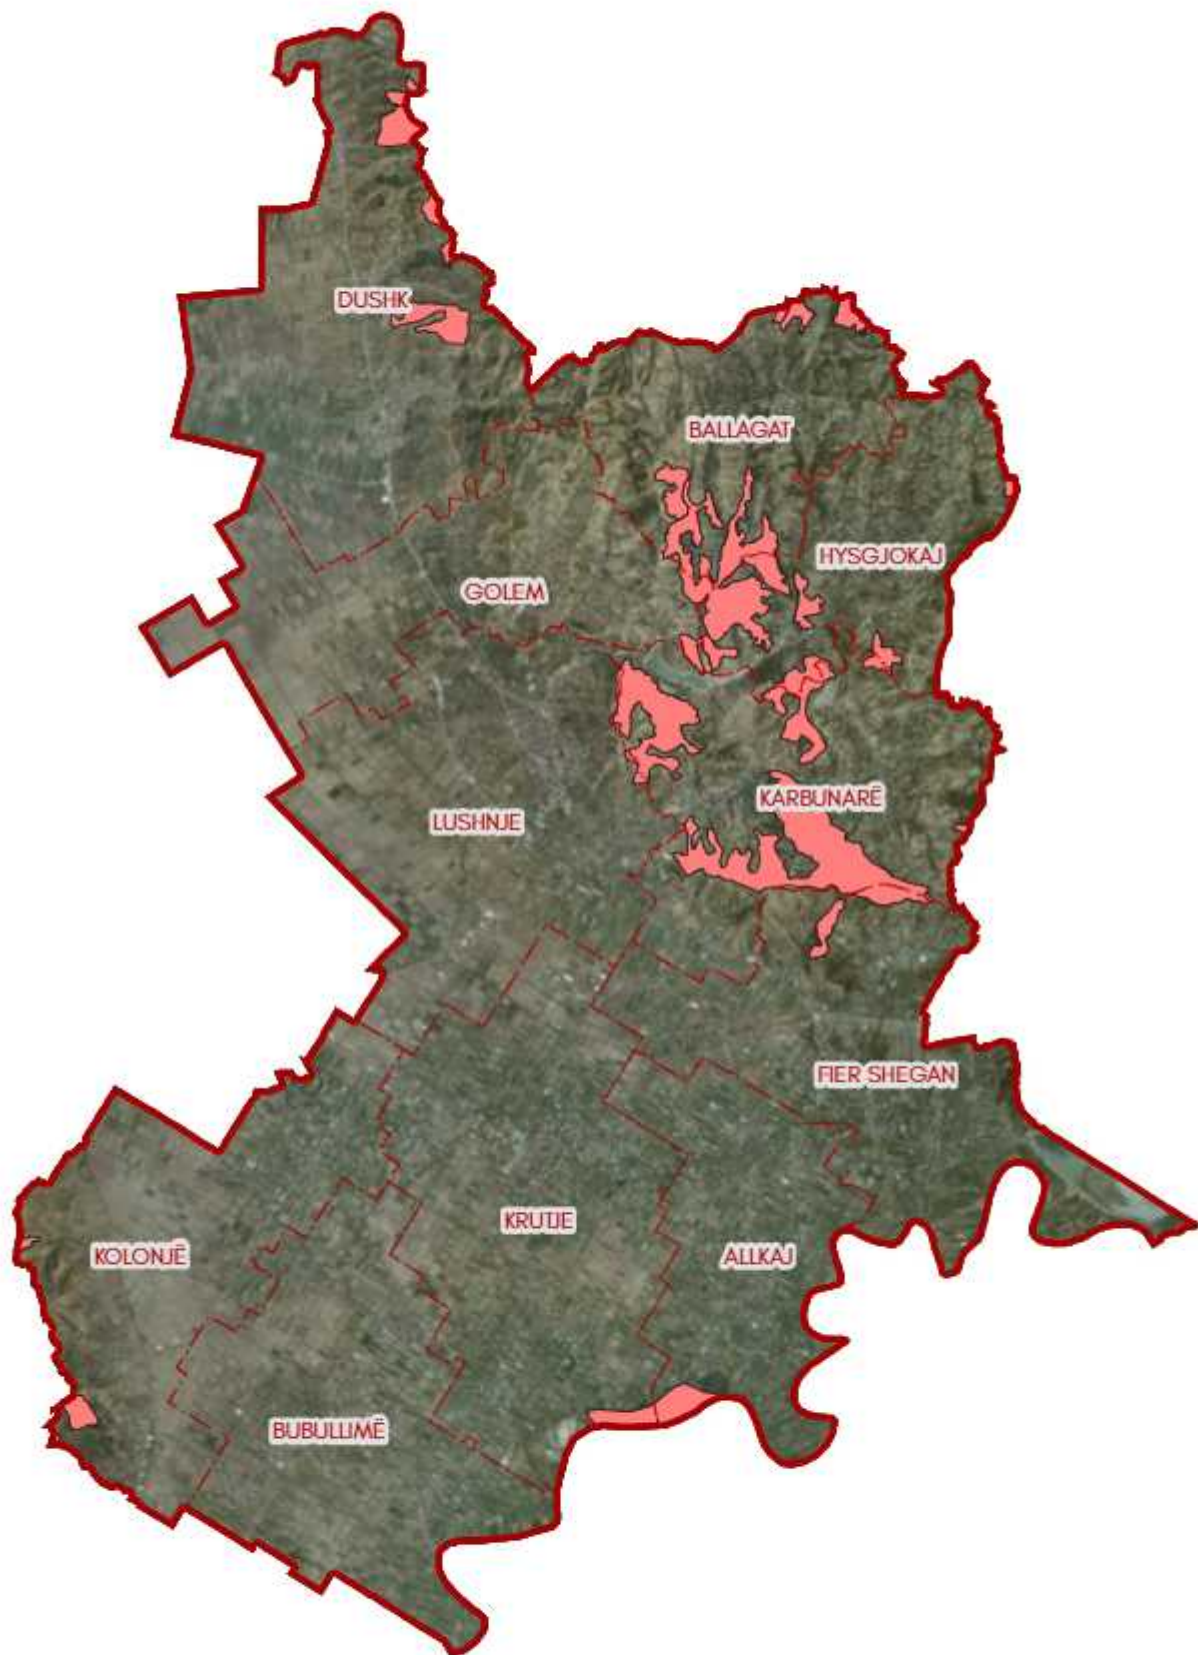 DUSHK
BALLAGAT
HYSGJOKAJ
GOLEM
KARBUNARË
LUSHNJE
FIER SHEGAN
KRUTJE
KOLONJË
ALLKAJ
BUBULLIMË